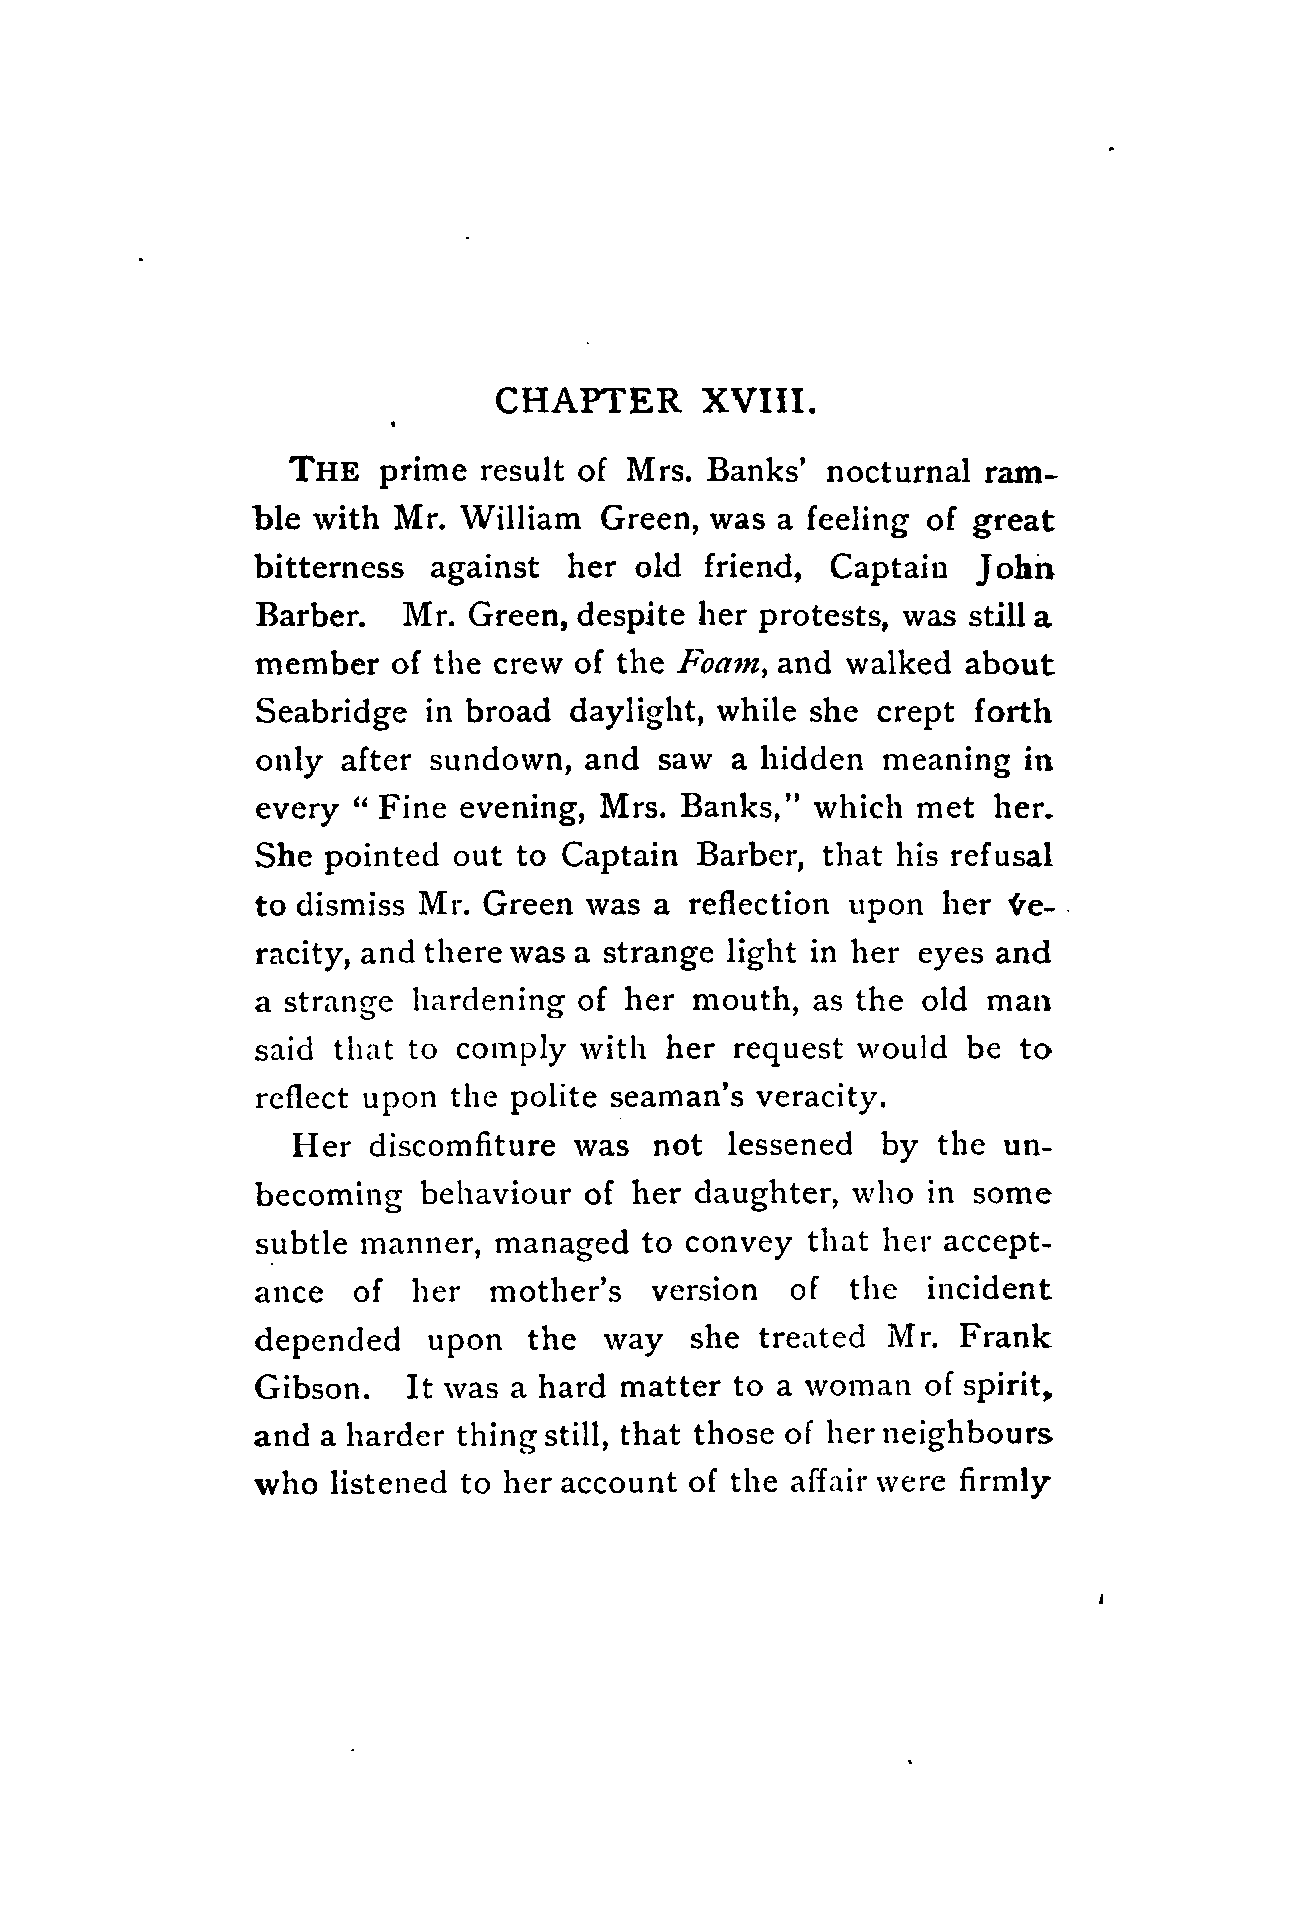 CHAPTER XVIII.
THE prime result of Mrs. Banks' nocturnal ram-
ble with Mr. William Green, was a feeling of great
bitterness against her old friend, Captain John
Barber. Mr. Green, despite her protests, was still a
member of the crew of the Foam, and walked about
Seabridge in broad daylight, while she crept forth
only after sundown, and saw a hidden meaning in
every “ Fine evening, Mrs. Banks,” which met her.
She pointed out to Captain Barber, that his refusal
to dismiss Mr. Green was a reflection upon her ve-
racity, and there was a strange light in her eyes and
a strange hardening of her mouth, as the old man
said that to comply with her request would be to
reflect upon the polite seaman's veracity.
Her discomfiture was not lessened by the un-
becoming behaviour of her daughter, who in some
subtle manner, managed to convey that her accept-
ance of her mother's version of the incident
depended upon the way she treated Mr. Frank
Gibson. It was a hard matter to a woman of spirit,
and a harder thing still, that those of her neighbours
who listened to her account of the affair were firmly